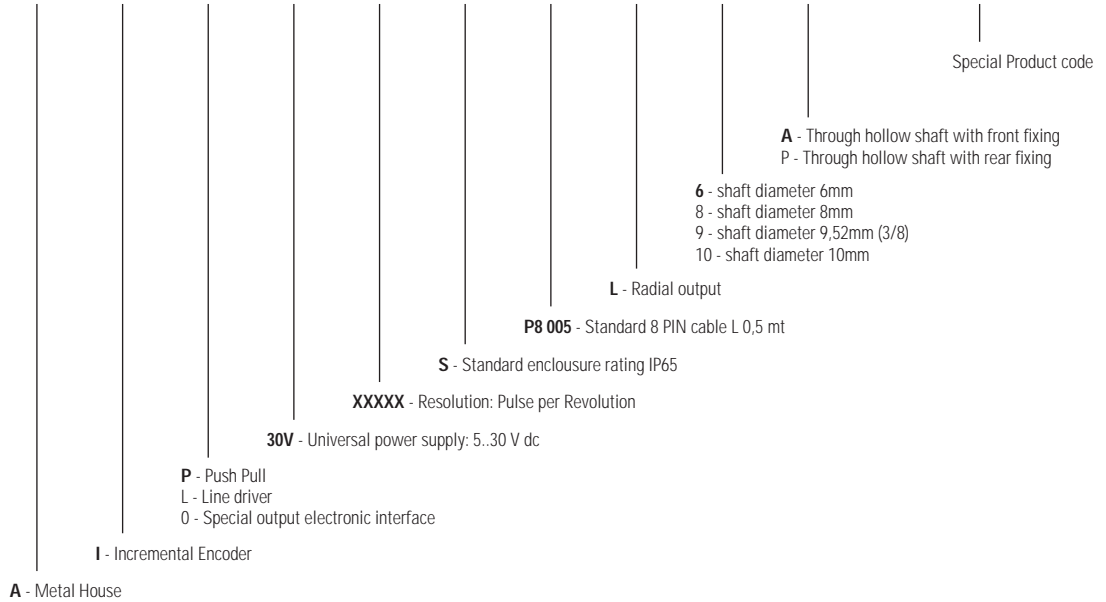 Special Product code
A - Through hollow shaft with front fixing
P - Through hollow shaft with rear fixing
6 - shaft diameter 6mm
8 - shaft diameter 8mm
9 - shaft diameter 9,52mm (3/8)
10 - shaft diameter 10mm
L - Radial output
P8 005 - Standard 8 PIN cable L 0,5 mt
S - Standard enclousure rating IP65
XXXXX - Resolution: Pulse per Revolution
30V - Universal power supply: 5..30 V dc
P - Push Pull
L - Line driver
0 - Special output electronic interface
I - Incremental Encoder
A - Metal House